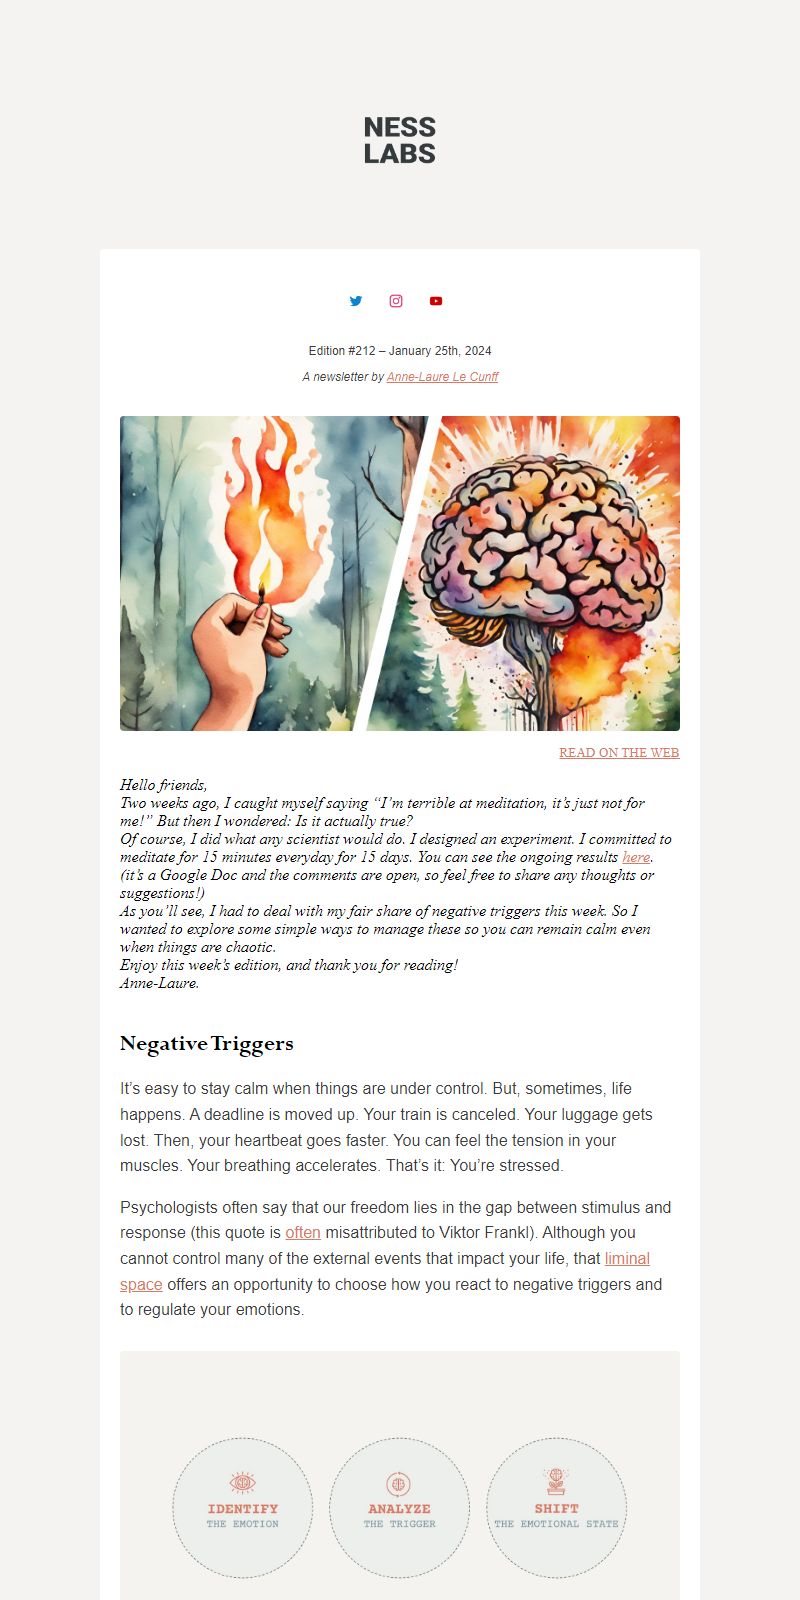 NESS
LABS
Edition #212 – January 25th, 2024
A newsletter by Anne-Laure Le Cunff
READ ON THE WEB
Hello friends,
Two weeks ago, I caught myself saying “I’m terrible at meditation, it’s just not for
me!” But then I wondered: Is it actually true?
Of course, I did what any scientist would do. I designed an experiment. I committed to
meditate for 15 minutes everyday for 15 days. You can see the ongoing results here.
(it’s a Google Doc and the comments are open, so feel free to share any thoughts or
suggestions!)
As you’ll see, I had to deal with my fair share of negative triggers this week. So I
wanted to explore some simple ways to manage these so you can remain calm even
when things are chaotic.
Enjoy this week’s edition, and thank you for reading!
Anne-Laure.
Negative Triggers
It’s easy to stay calm when things are under control. But, sometimes, life
happens. A deadline is moved up. Your train is canceled. Your luggage gets
lost. Then, your heartbeat goes faster. You can feel the tension in your
muscles. Your breathing accelerates. That’s it: You’re stressed.
Psychologists often say that our freedom lies in the gap between stimulus and
response (this quote is often misattributed to Viktor Frankl). Although you
cannot control many of the external events that impact your life, that liminal
space offers an opportunity to choose how you react to negative triggers and
to regulate your emotions.
IDENTIFY
THE EMOTION
ANALYZE
THE TRIGGER
SHIFT
THE EMOTIONAL STATE